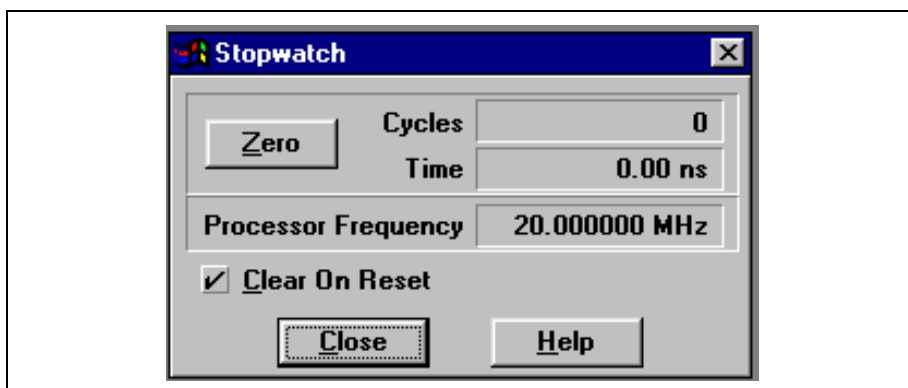 Stopwatch
Zero
Cycles 0
Time 0.00 ns
Processor Frequency 20.000000 MHz
Clear On Reset
Close Help